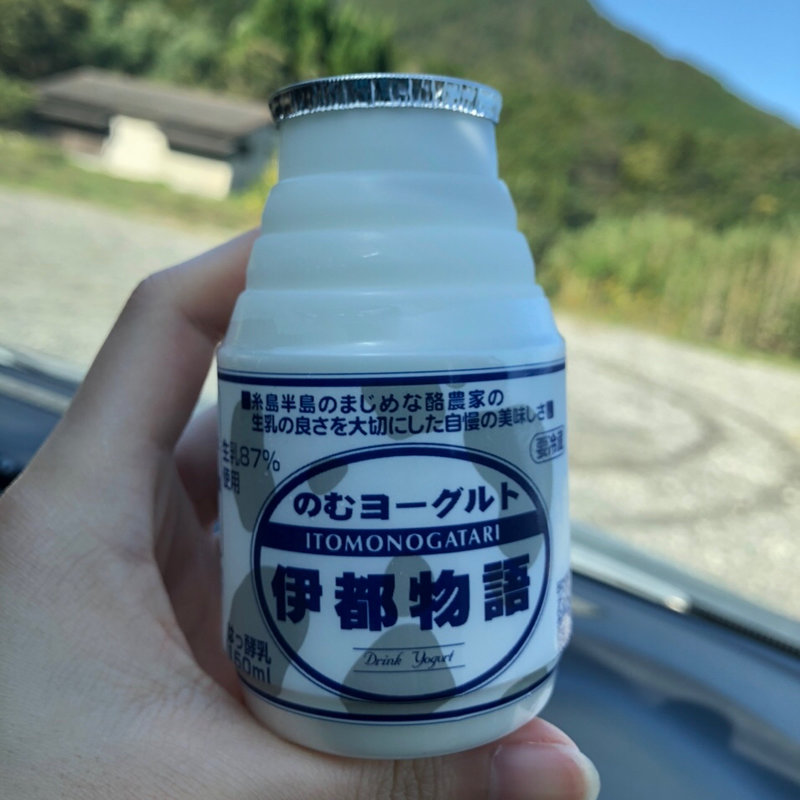 ■糸島半島のまじめな酪農家の
生乳の良さを大切にした自慢の美味しさ■
要冷蔵
生乳87%
使用
のむヨーグルト
ITOMONOGATARI
伊都物語
Drink Yogurt
はっ酵乳
150ml